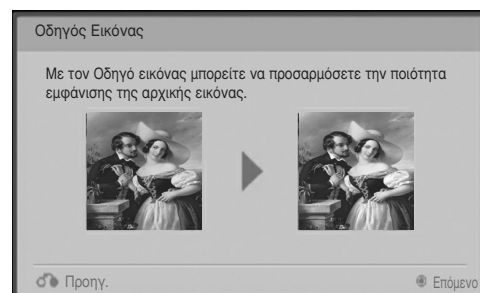 Οδηγός Εικόνας
Με τον Οδηγό εικόνας μπορείτε να προσαρμόσετε την ποιότητα
εμφάνισης της αρχικής εικόνας.
Προηγ.
Επόμενο